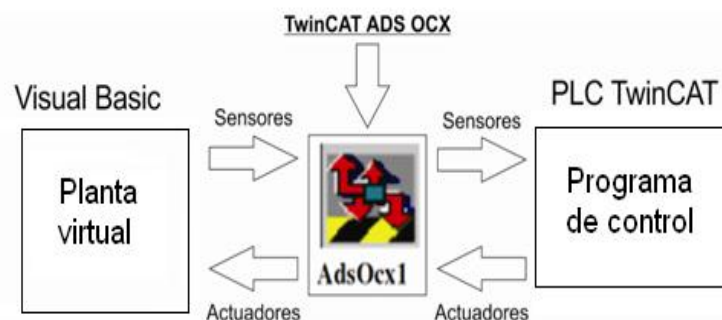 TwinCAT ADS OCX
Visual Basic
PLC TwinCAT
Sensores
Sensores
Planta
virtual
Programa
de control
AdsOcx1
Actuadores
Actuadores